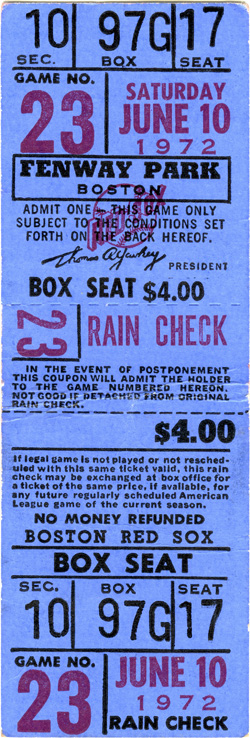 10 97G 17
SEC. BOX SEAT
GAME NO.
23
SATURDAY
JUNE 10
1972
FENWAY PARK
BOSTON
ADMIT ONE — THIS GAME ONLY
SUBJECT TO THE CONDITIONS SET
FORTH ON THE BACK HEREOF.
Thomas A. Yawkey
PRESIDENT
BOX SEAT $4.00
23
RAIN CHECK
IN THE EVENT OF POSTPONEMENT
THIS COUPON WILL ADMIT THE HOLDER
TO THE GAME NUMBERED HEREON.
NOT GOOD IF DETACHED FROM ORIGINAL
RAIN CHECK.
$4.00
If legal game is not played or not resched-
uled with this same ticket valid, this rain
check may be exchanged at box office for
a ticket of the same price, if available, for
any future regularly scheduled American
League game of the current season.
NO MONEY REFUNDED
BOSTON RED SOX
BOX SEAT
SEC. BOX SEAT
10 97G 17
GAME NO.
23
JUNE 10
1972
RAIN CHECK